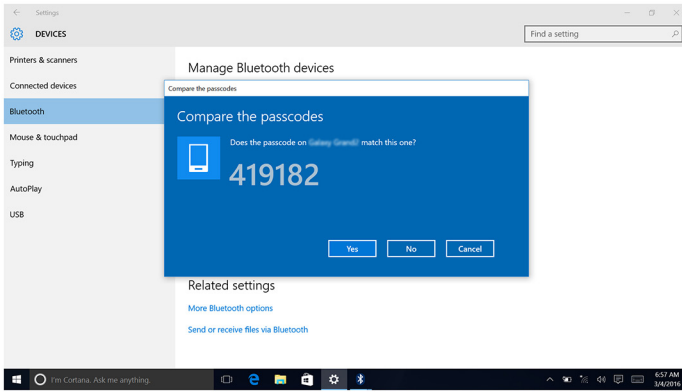 Settings
DEVICES
Find a setting
Printers & scanners
Connected devices
Bluetooth
Mouse & touchpad
Typing
AutoPlay
USB
Manage Bluetooth devices
Compare the passcodes
Compare the passcodes
Does the passcode on match this one?
419182
Yes
No
Cancel
Related settings
More Bluetooth options
Send or receive files via Bluetooth
I'm Cortana. Ask me anything.
6:57 AM
3/4/2016